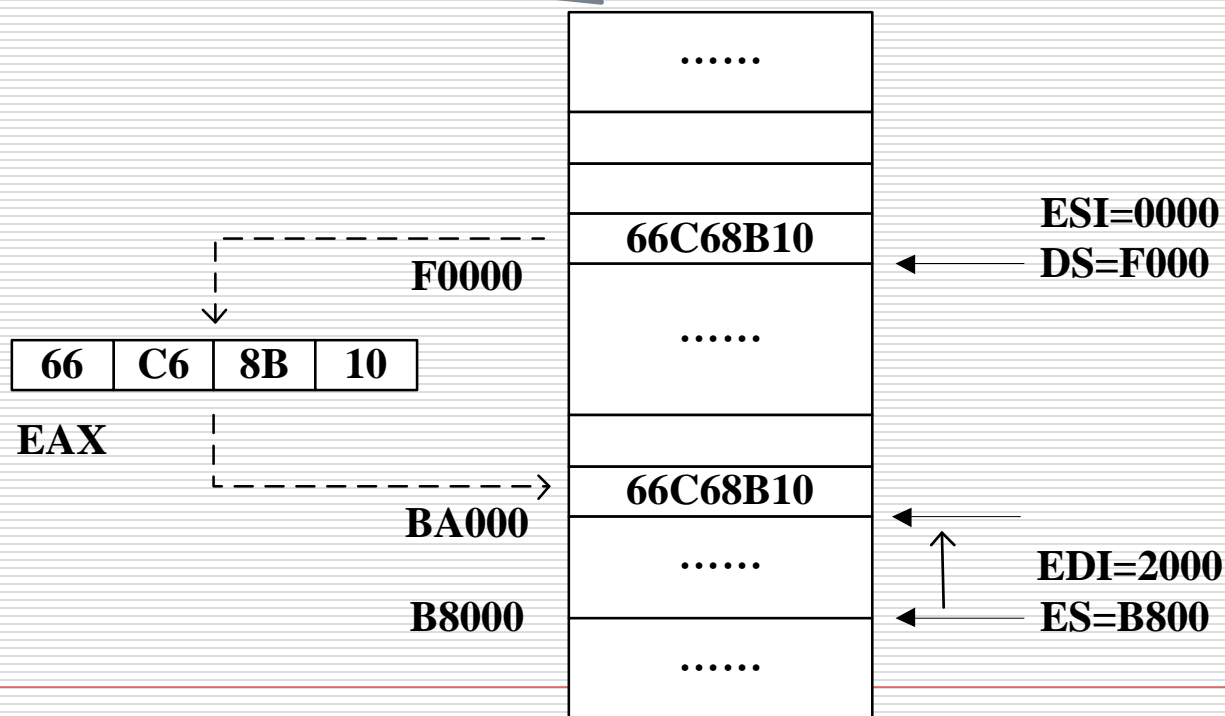 ……
ESI=0000
66C68B10
F0000
DS=F000
……
66 C6 8B 10
EAX
66C68B10
BA000
……
EDI=2000
B8000
ES=B800
……